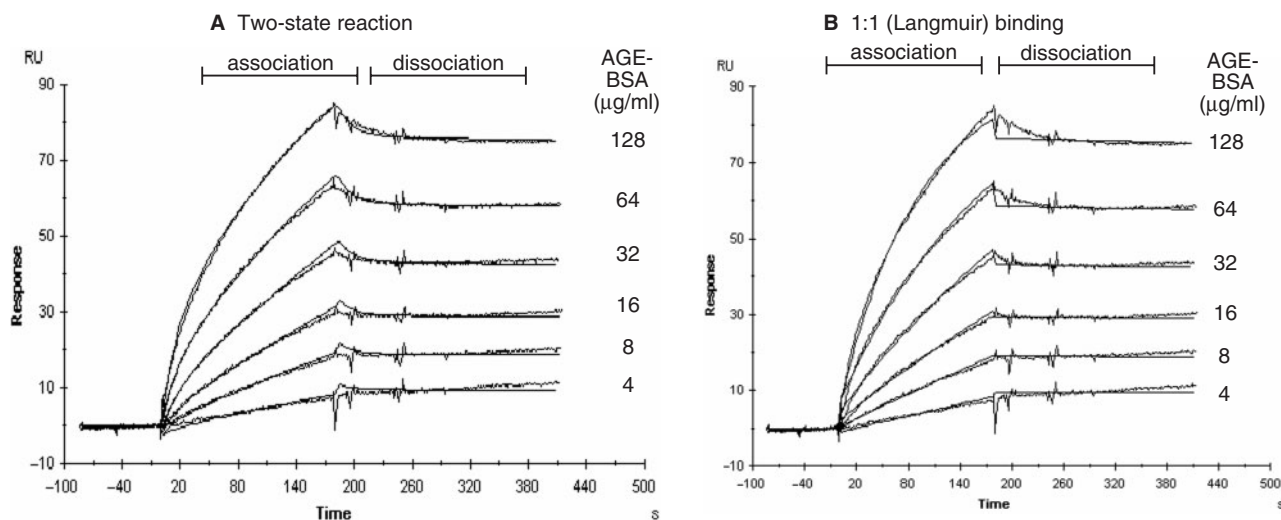 A Two-state reaction
association dissociation
AGE-
BSA
(μg/ml)
RU
90
70
50
30
10
−10
Response
128
64
32
16
8
4
−100 −40 20 80 140 200 260 320 380 440 500
Time s
B 1:1 (Langmuir) binding
association dissociation
AGE-
BSA
(μg/ml)
RU
90
70
50
30
10
−10
Response
128
64
32
16
8
4
−100 −40 20 80 140 200 260 320 380 440 500
Time s